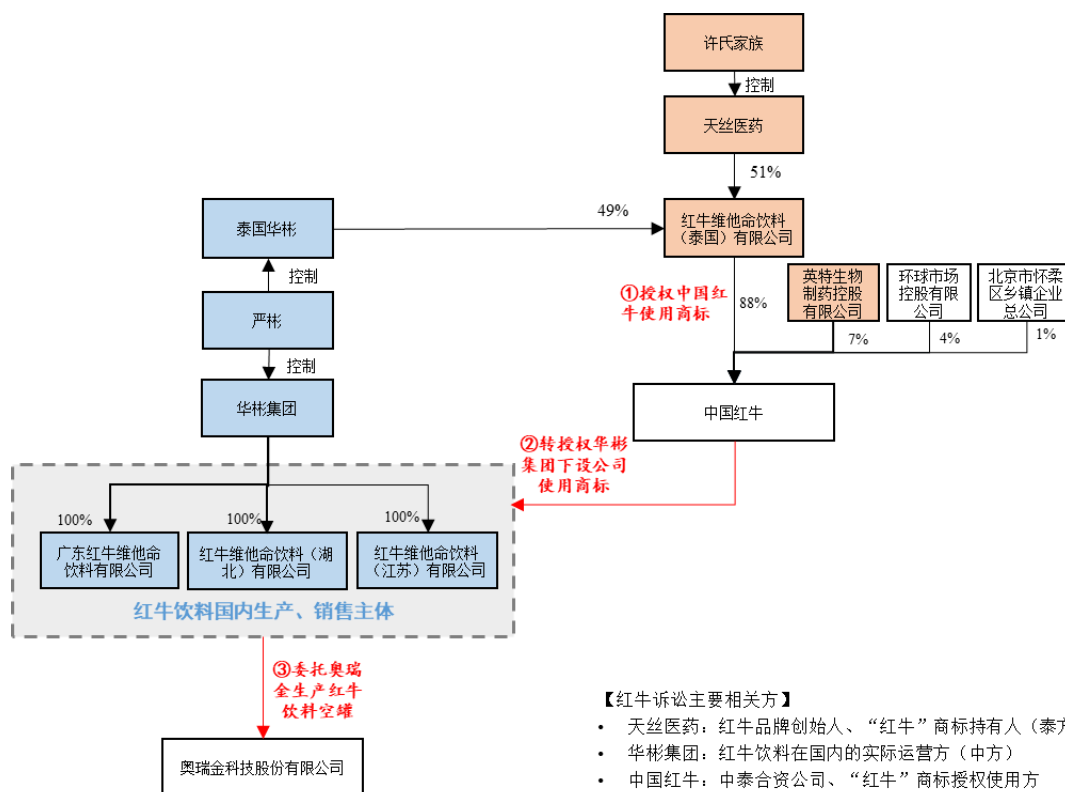 许氏家族
控制
天丝医药
51%
泰国华彬
49%
红牛维他命饮料
（泰国）有限公司
控制
①授权中国红
牛使用商标
88%
英特生物
制药控股
有限公司
环球市场
控股有限
公司
北京市怀柔
区乡镇企业
总公司
严彬
7%
4%
1%
控制
华彬集团
中国红牛
②转授权华彬
集团下设公司
使用商标
100%
100%
100%
广东红牛维他命
饮料有限公司
红牛维他命饮料（湖
北）有限公司
红牛维他命饮料
（江苏）有限公司
红牛饮料国内生产、销售主体
③委托奥瑞
金生产红牛
饮料空罐
奥瑞金科技股份有限公司
【红牛诉讼主要相关方】
• 天丝医药：红牛品牌创始人、“红牛”商标持有人（泰方
• 华彬集团：红牛饮料在国内的实际运营方（中方）
• 中国红牛：中泰合资公司、“红牛”商标授权使用方